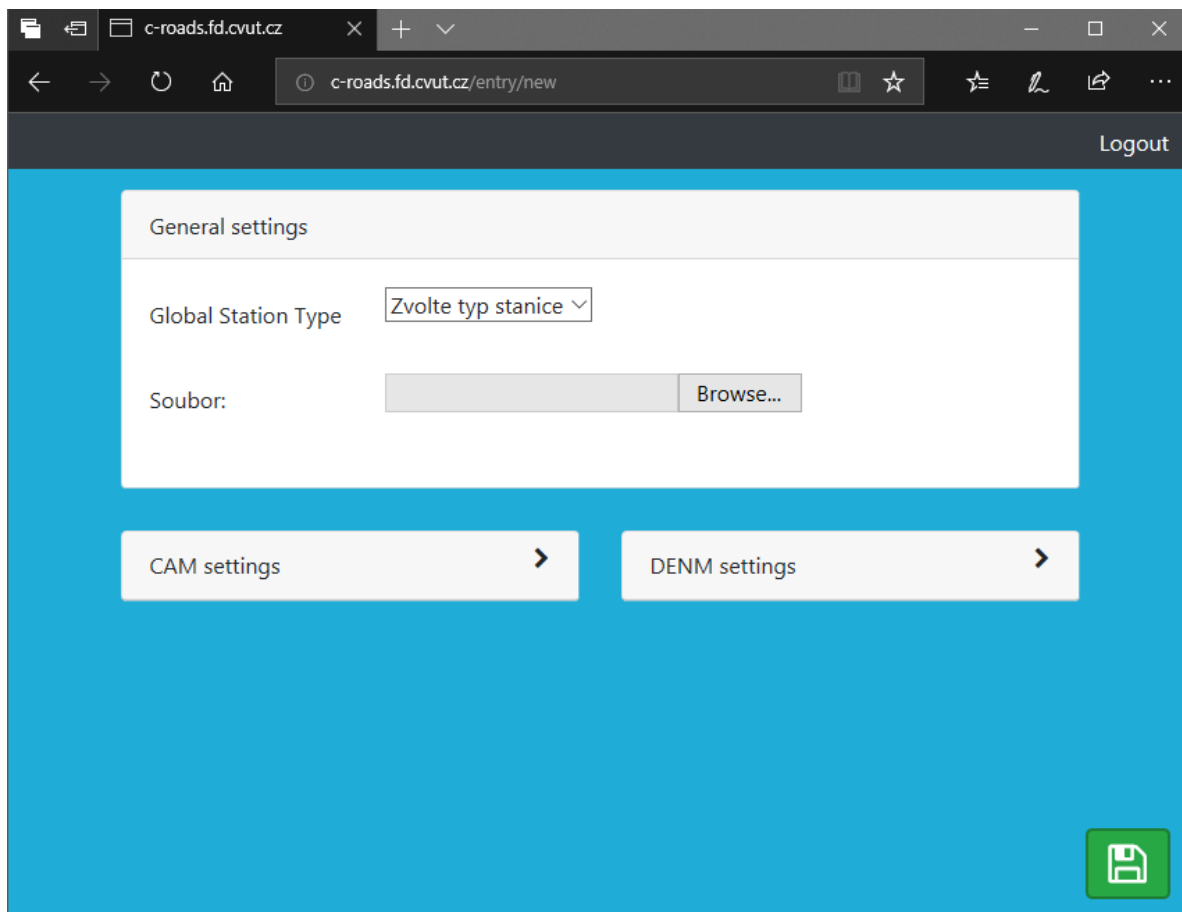 c-roads.fd.cvut.cz
c-roads.fd.cvut.cz/entry/new
Logout
General settings
Global Station Type
Zvolte typ stanice
Soubor:
Browse...
CAM settings
DENM settings